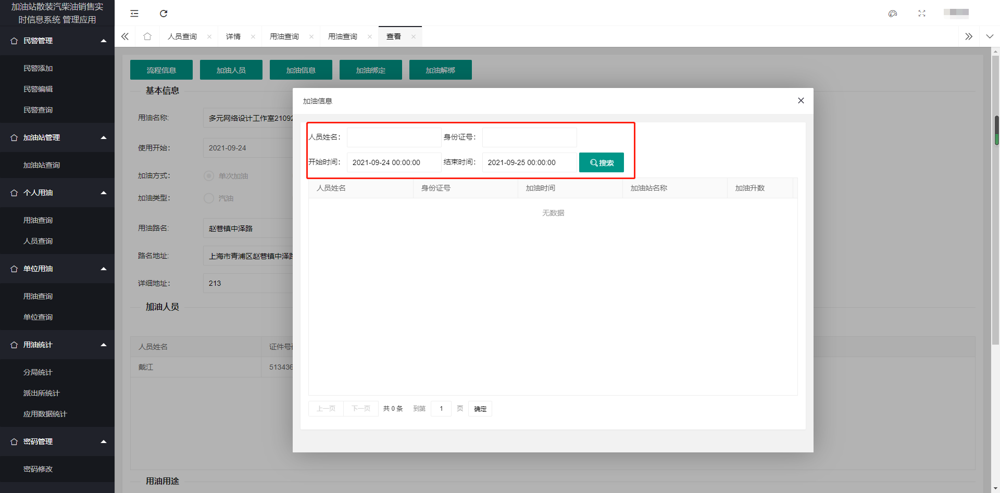 加油站散装汽柴油销售实
时信息系统 管理应用
民警管理
民警添加
民警编辑
民警查询
加油站管理
加油站查询
个人用油
用油查询
人员查询
单位用油
用油查询
单位查询
用油统计
分局统计
派出所统计
应用数据统计
密码管理
密码修改
人员查询
详情
用油查询
用油查询
查看
流程信息
加油人员
加油信息
加油绑定
加油解绑
基本信息
用油名称:
多元网络设计工作室21092
使用开始:
2021-09-24
加油方式:
单次加油
加油类型:
汽油
用油路名:
赵巷镇中泽路
路名地址:
上海市青浦区赵巷镇中泽路
详细地址:
213
加油人员
人员姓名
证件号
戴江
513436
用油用途
加油信息
人员姓名:
身份证号:
开始时间:
2021-09-24 00:00:00
结束时间:
2021-09-25 00:00:00
搜索
人员姓名
身份证号
加油时间
加油站名称
加油升数
无数据
上一页
下一页
共 0 条
到第
1
页
确定